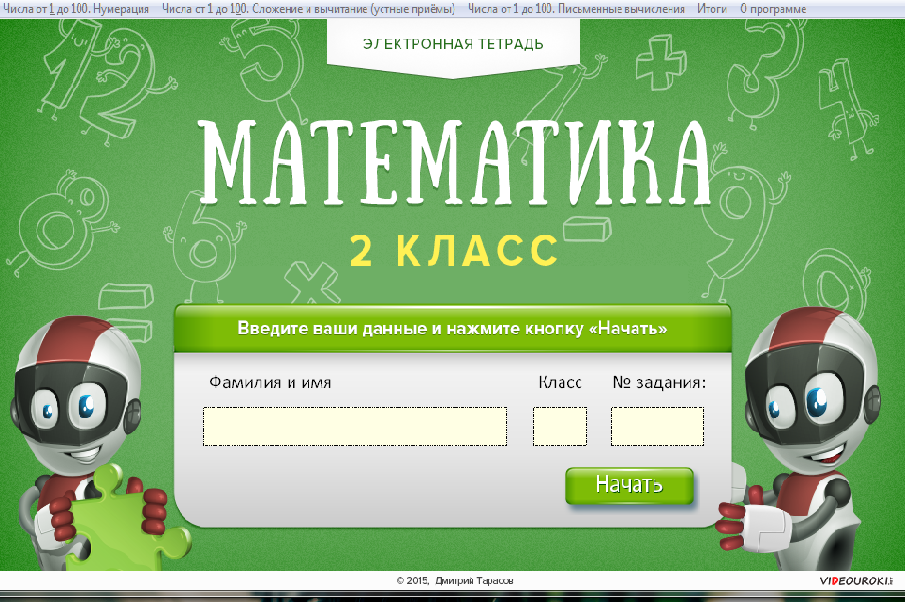 Числа от 1 до 100. Нумерация Числа от 1 до 100. Сложение и вычитание (устные приёмы) Числа от 1 до 100. Письменные вычисления Итоги О программе
ЭЛЕКТРОННАЯ ТЕТРАДЬ
МАТЕМАТИКА
2 КЛАСС
Введите ваши данные и нажмите кнопку «Начать»
Фамилия и имя Класс № задания:
Начать
© 2015, Дмитрий Тарасов
VIDEOUROKI.